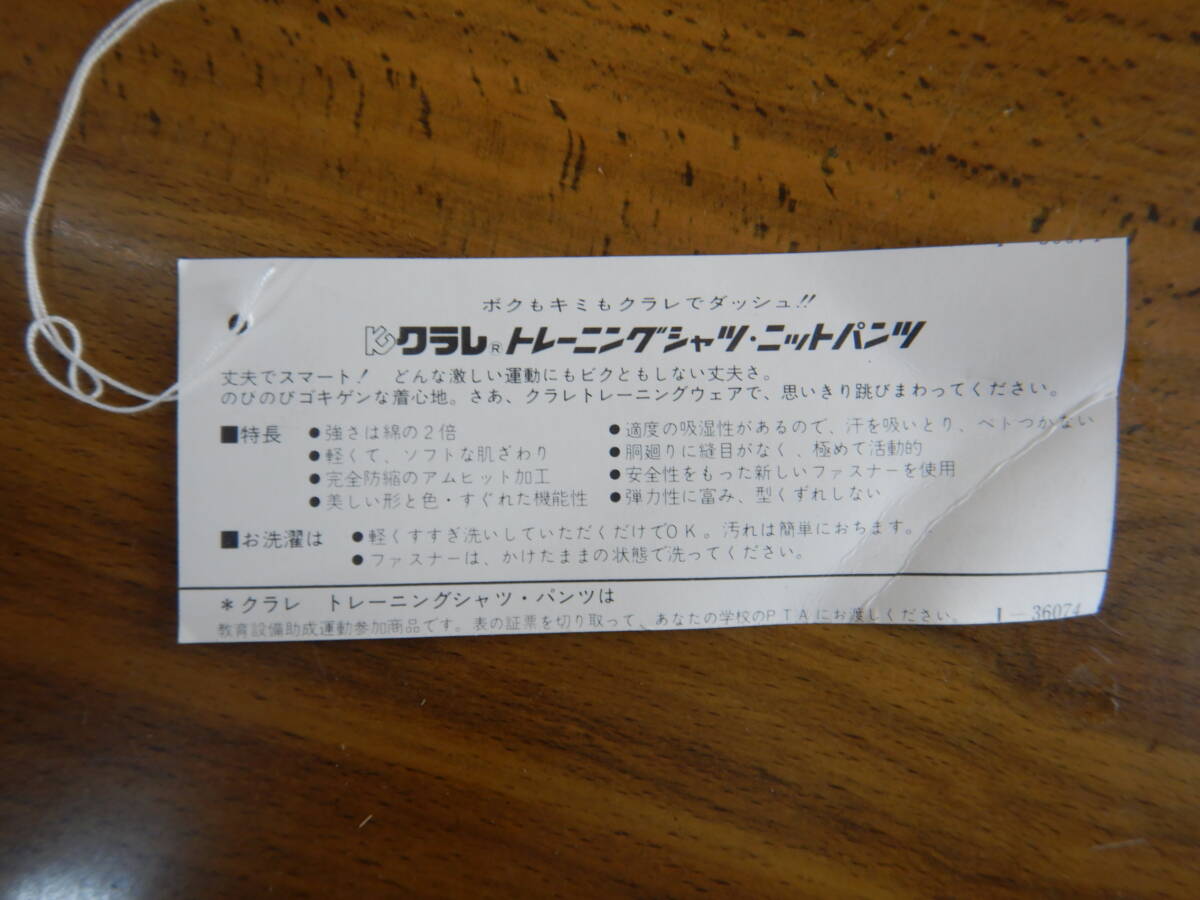 ボクもキミもクラレでダッシュ!!
クラレ® トレーニングシャツ・ニットパンツ
丈夫でスマート! どんな激しい運動にもビクともしない丈夫さ。
のびのびゴキゲンな着心地。さあ、クラレトレーニングウェアで、思いきり跳びまわってください。
■特長
●強さは綿の2倍
●軽くて、ソフトな肌ざわり
●完全防縮のアムヒット加工
●美しい形と色・すぐれた機能性
●適度の吸湿性があるので、汗を吸いとり、ベトつかない
●胴廻りに縫目がなく、極めて活動的
●安全性をもった新しいファスナーを使用
●弾力性に富み、型くずれしない
■お洗濯は
●軽くすすぎ洗いしていただくだけでOK。汚れは簡単におちます。
●ファスナーは、かけたままの状態で洗ってください。
*クラレ トレーニングシャツ・パンツは
教育設備助成運動参加商品です。表の証票を切り取って、あなたの学校のPTAにお渡しください。 I-36074